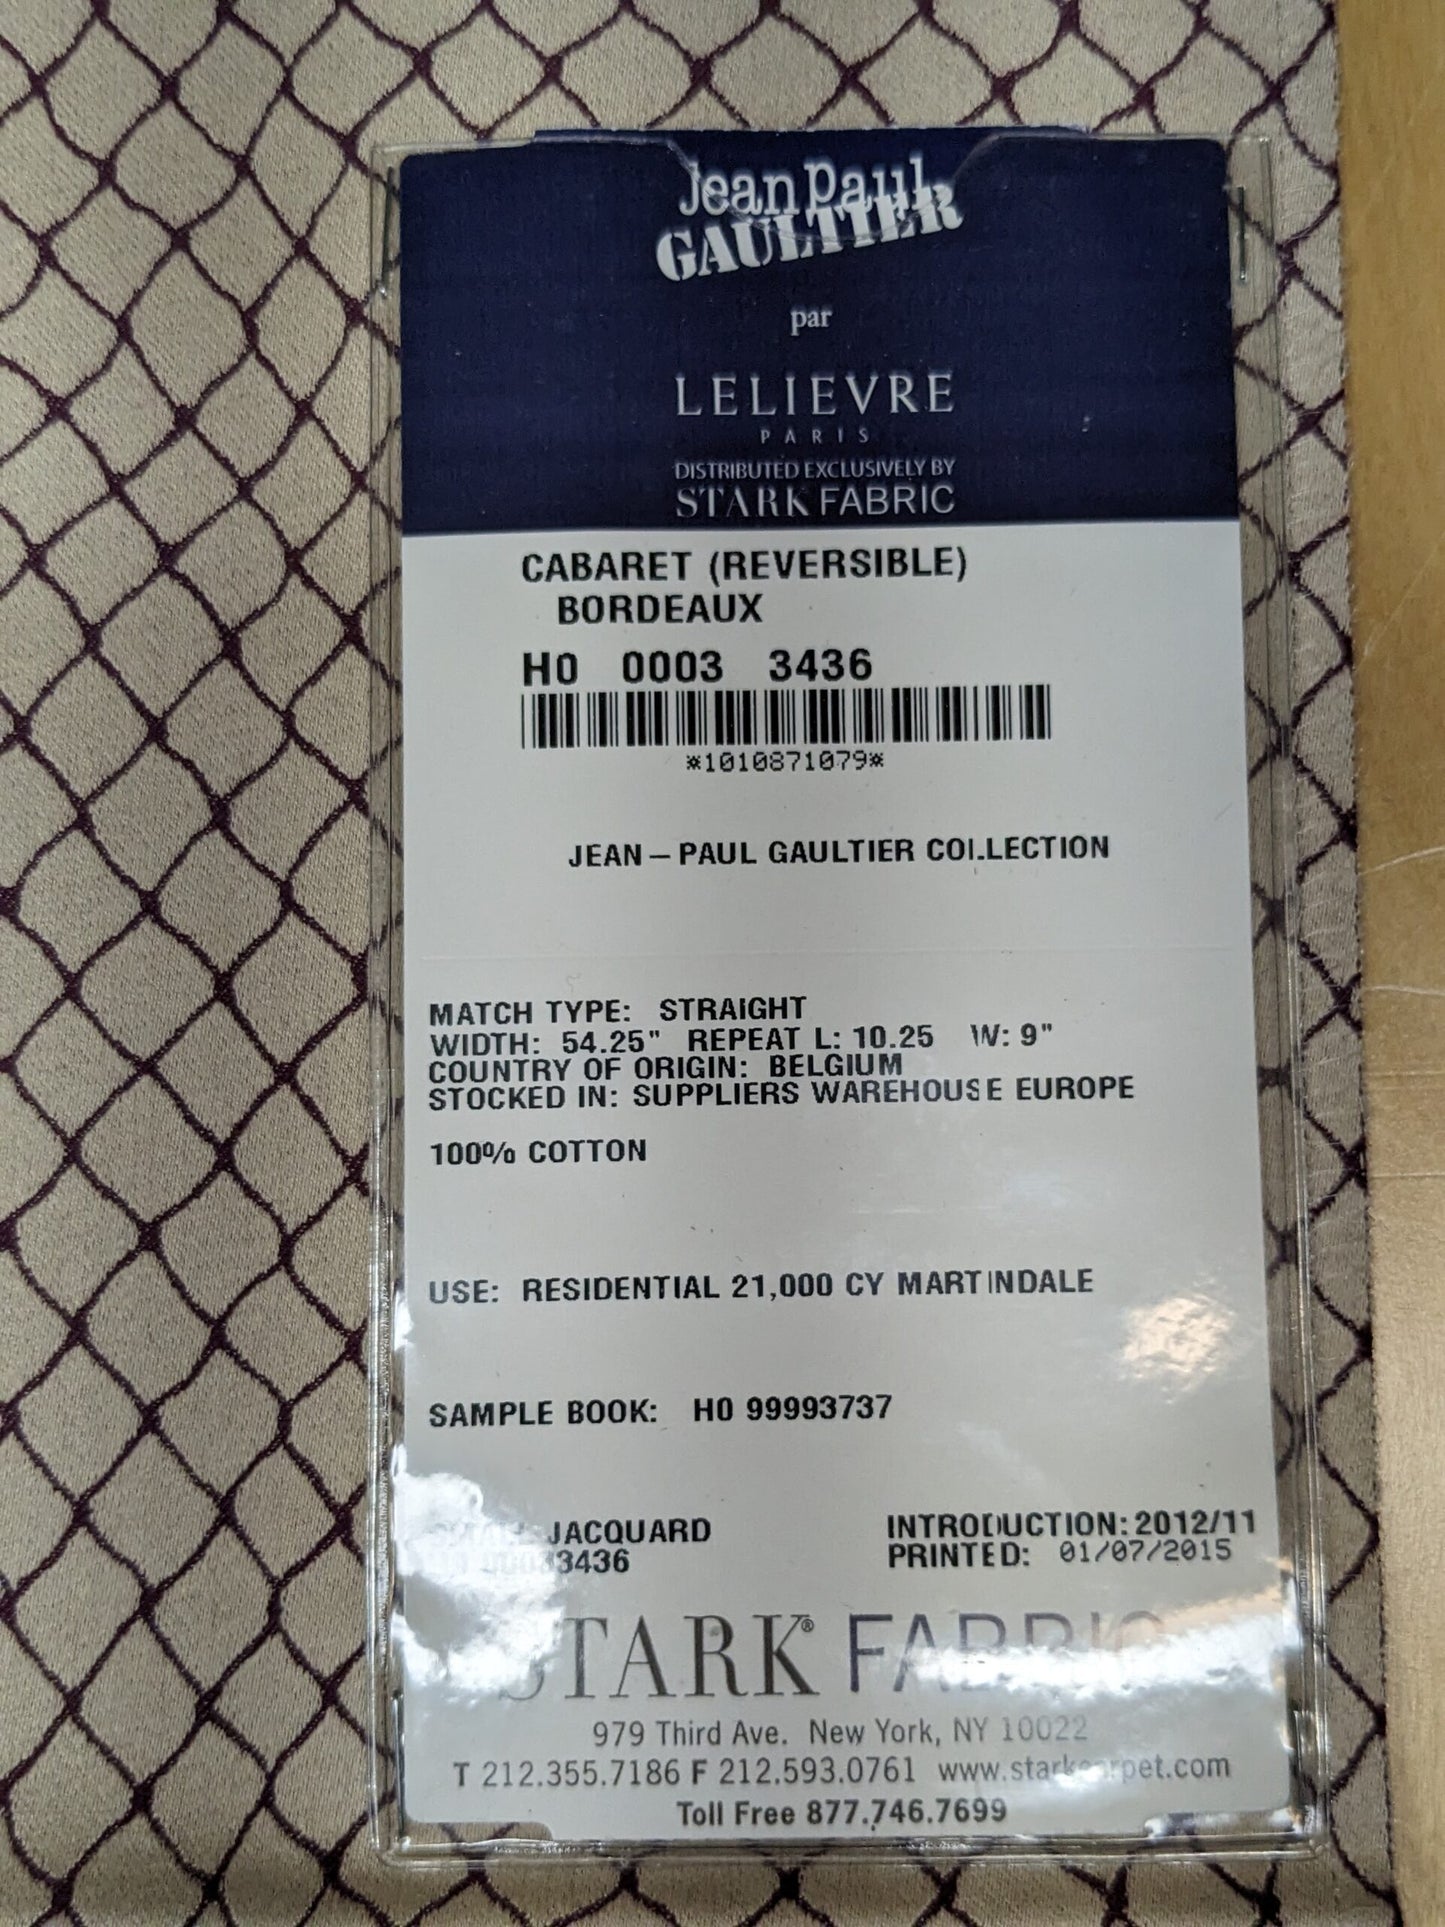 Jean Paul
GAULTIER
par
LELIEVRE
PARIS
DISTRIBUTED EXCLUSIVELY BY
STARK FABRIC
CABARET (REVERSIBLE)
BORDEAUX
H0 0003 3436
*1010871079*
JEAN – PAUL GAULTIER COLLECTION
MATCH TYPE: STRAIGHT
WIDTH: 54.25" REPEAT L: 10.25 W: 9"
COUNTRY OF ORIGIN: BELGIUM
STOCKED IN: SUPPLIERS WAREHOUSE EUROPE
100% COTTON
USE: RESIDENTIAL 21,000 CY MARTINDALE
SAMPLE BOOK: H0 99993737
JACQUARD INTRODUCTION: 2012/11
PRINTED: 01/07/2015
STARK® FABRIC
979 Third Ave. New York, NY 10022
T 212.355.7186 F 212.593.0761 www.starkcarpet.com
Toll Free 877.746.7699